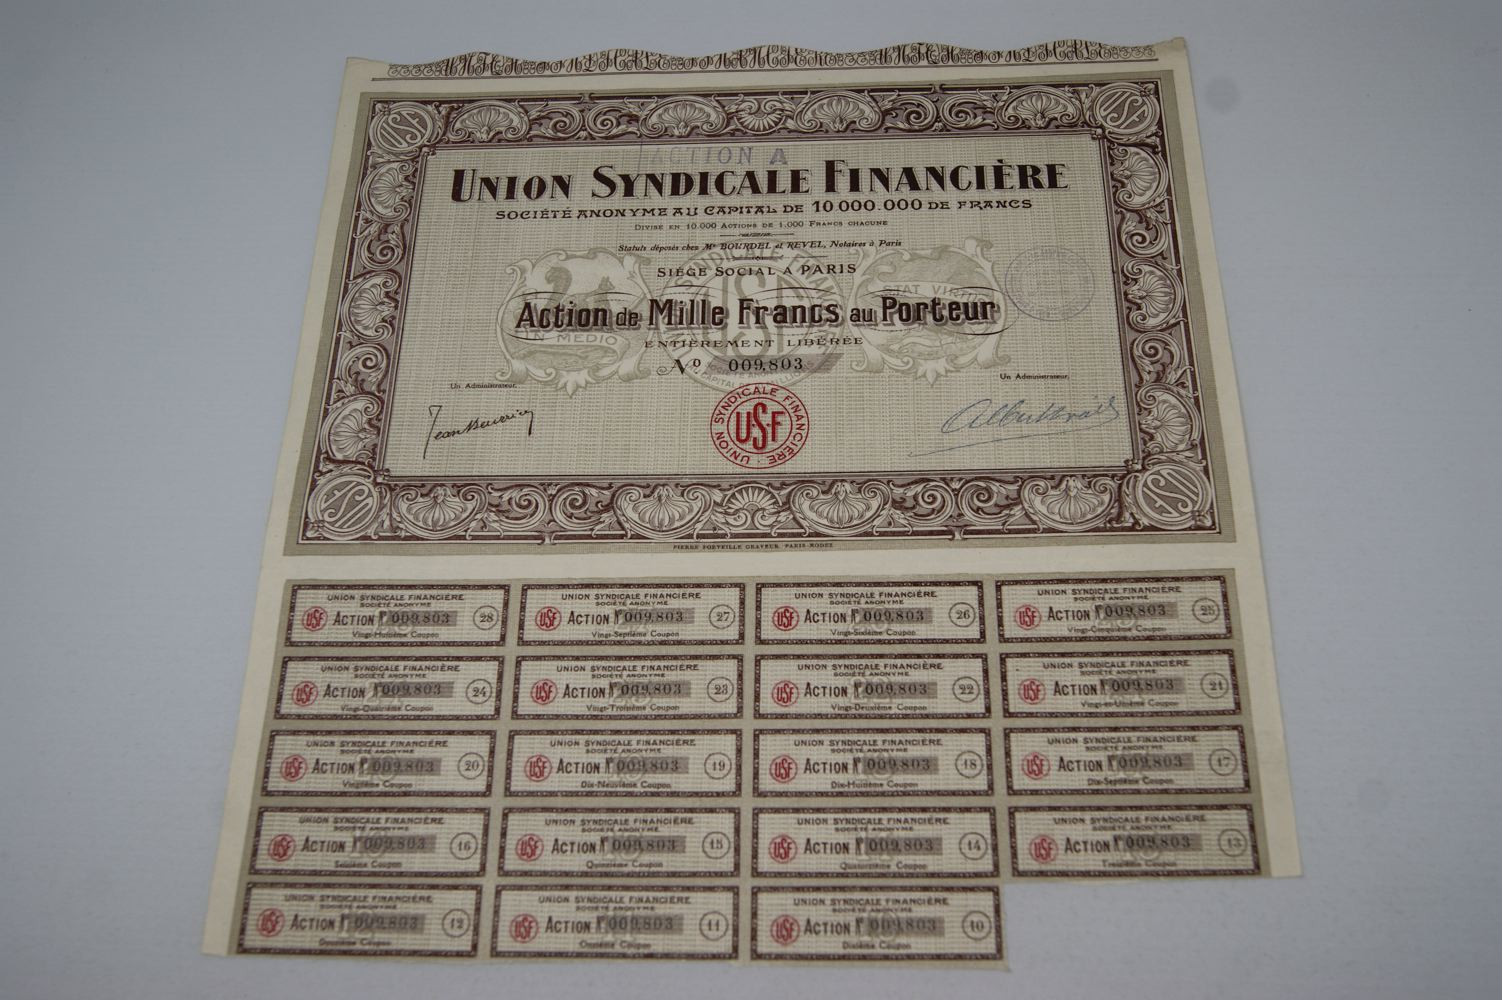 USF
USF
ACTION A
UNION SYNDICALE FINANCIÈRE
SOCIÉTÉ ANONYME AU CAPITAL DE 10 000.000 DE FRANCS
DIVISÉ EN 10.000 ACTIONS DE 1.000 FRANCS CHACUNE
Statuts déposés chez Mes BOURDEL et REVEL, Notaires à Paris
SIÈGE SOCIAL A PARIS
Action de Mille Francs au Porteur
IN MEDIO
STAT VIRTUS
ENTIÈREMENT LIBÉRÉE
No 009,803
Un Administrateur.
Un Administrateur.
UNION SYNDICALE FINANCIÈRE
USF
USF
USF
PIERRE FORVEILLE GRAVEUR PARIS-RODEZ
UNION SYNDICALE FINANCIÈRE
SOCIÉTÉ ANONYME
USF ACTION No 009,803 28
Vingt-Huitième Coupon
UNION SYNDICALE FINANCIÈRE
SOCIÉTÉ ANONYME
USF ACTION No 009,803 27
Vingt-Septième Coupon
UNION SYNDICALE FINANCIÈRE
SOCIÉTÉ ANONYME
USF ACTION No 009,803 26
Vingt-Sixième Coupon
UNION SYNDICALE FINANCIÈRE
SOCIÉTÉ ANONYME
USF ACTION No 009,803 25
Vingt-Cinquième Coupon
UNION SYNDICALE FINANCIÈRE
SOCIÉTÉ ANONYME
USF ACTION No 009,803 24
Vingt-Quatrième Coupon
UNION SYNDICALE FINANCIÈRE
SOCIÉTÉ ANONYME
USF ACTION No 009,803 23
Vingt-Troisième Coupon
UNION SYNDICALE FINANCIÈRE
SOCIÉTÉ ANONYME
USF ACTION No 009,803 22
Vingt-Deuxième Coupon
UNION SYNDICALE FINANCIÈRE
SOCIÉTÉ ANONYME
USF ACTION No 009,803 21
Vingt-et-Unième Coupon
UNION SYNDICALE FINANCIÈRE
SOCIÉTÉ ANONYME
USF ACTION No 009,803 20
Vingtième Coupon
UNION SYNDICALE FINANCIÈRE
SOCIÉTÉ ANONYME
USF ACTION No 009,803 19
Dix-Neuvième Coupon
UNION SYNDICALE FINANCIÈRE
SOCIÉTÉ ANONYME
USF ACTION No 009,803 18
Dix-Huitième Coupon
UNION SYNDICALE FINANCIÈRE
SOCIÉTÉ ANONYME
USF ACTION No 009,803 17
Dix-Septième Coupon
UNION SYNDICALE FINANCIÈRE
SOCIÉTÉ ANONYME
USF ACTION No 009,803 16
Seizième Coupon
UNION SYNDICALE FINANCIÈRE
SOCIÉTÉ ANONYME
USF ACTION No 009,803 15
Quinzième Coupon
UNION SYNDICALE FINANCIÈRE
SOCIÉTÉ ANONYME
USF ACTION No 009,803 14
Quatorzième Coupon
UNION SYNDICALE FINANCIÈRE
SOCIÉTÉ ANONYME
USF ACTION No 009,803 13
Treizième Coupon
UNION SYNDICALE FINANCIÈRE
SOCIÉTÉ ANONYME
USF ACTION No 009,803 12
Douzième Coupon
UNION SYNDICALE FINANCIÈRE
SOCIÉTÉ ANONYME
USF ACTION No 009,803 11
Onzième Coupon
UNION SYNDICALE FINANCIÈRE
SOCIÉTÉ ANONYME
USF ACTION No 009,803 10
Dixième Coupon